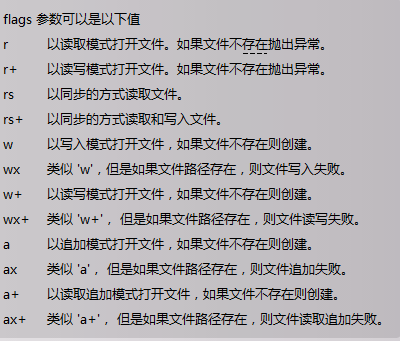 flags 参数可以是以下值
r 以读取模式打开文件。如果文件不存在抛出异常。
r+ 以读写模式打开文件。如果文件不存在抛出异常。
rs 以同步的方式读取文件。
rs+ 以同步的方式读取和写入文件。
w 以写入模式打开文件，如果文件不存在则创建。
wx 类似 'w'，但是如果文件路径存在，则文件写入失败。
w+ 以读写模式打开文件，如果文件不存在则创建。
wx+ 类似 'w+'， 但是如果文件路径存在，则文件读写失败。
a 以追加模式打开文件，如果文件不存在则创建。
ax 类似 'a'， 但是如果文件路径存在，则文件追加失败。
a+ 以读取追加模式打开文件，如果文件不存在则创建。
ax+ 类似 'a+'， 但是如果文件路径存在，则文件读取追加失败。